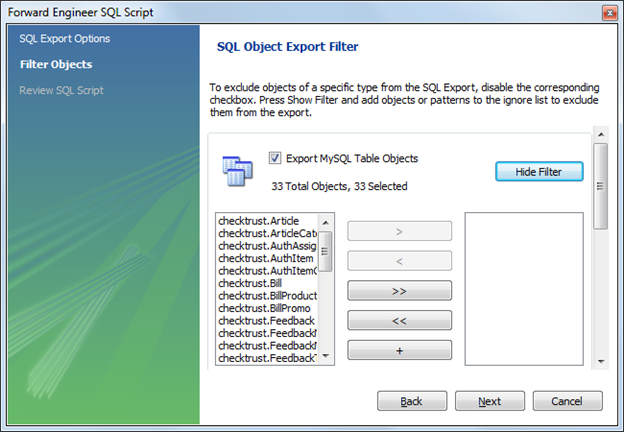 Forward Engineer SQL Script
SQL Export Options
Filter Objects
Review SQL Script
SQL Object Export Filter
To exclude objects of a specific type from the SQL Export, disable the corresponding
checkbox. Press Show Filter and add objects or patterns to the ignore list to exclude
them from the export.
Export MySQL Table Objects
33 Total Objects, 33 Selected
Hide Filter
checktrust.Article
checktrust.ArticleCate
checktrust.AuthAssig
checktrust.AuthItem
checktrust.AuthItemC
checktrust.Bill
checktrust.BillProduct
checktrust.BillPromo
checktrust.Feedback
checktrust.FeedbackM
checktrust.FeedbackM
checktrust.FeedbackT
>
<
>>
<<
+
Back
Next
Cancel